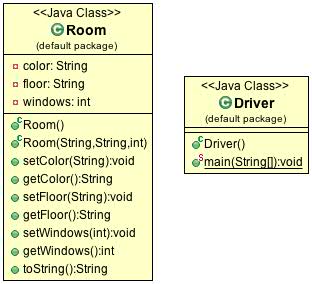 <<Java Class>>
Room
(default package)
color: String
floor: String
windows: int
Room()
Room(String,String,int)
setColor(String):void
getColor():String
setFloor(String):void
getFloor():String
setWindows(int):void
getWindows():int
toString():String
<<Java Class>>
Driver
(default package)
Driver()
main(String[]):void